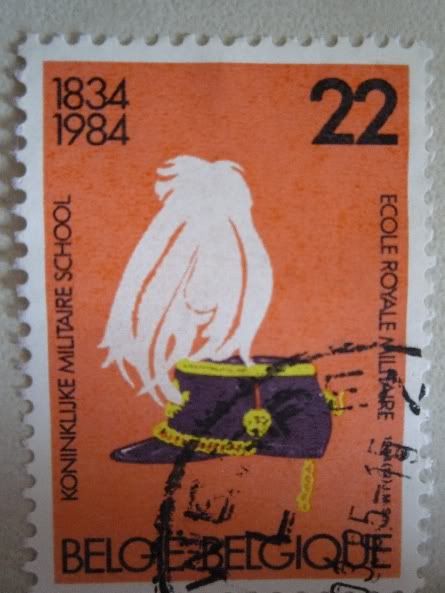 1834
1984
22
KONINKLIJKE MILITAIRE SCHOOL
ECOLE ROYALE MILITAIRE
BELGIE-BELGIQUE